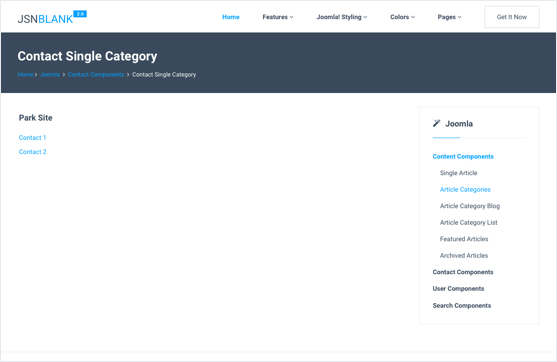 JSNBLANK 2.0
Home Features Joomla! Styling Colors Pages Get It Now
Contact Single Category
Home > Joomla > Contact Components > Contact Single Category
Park Site
Contact 1
Contact 2
Joomla
Content Components
Single Article
Article Categories
Article Category Blog
Article Category List
Featured Articles
Archived Articles
Contact Components
User Components
Search Components